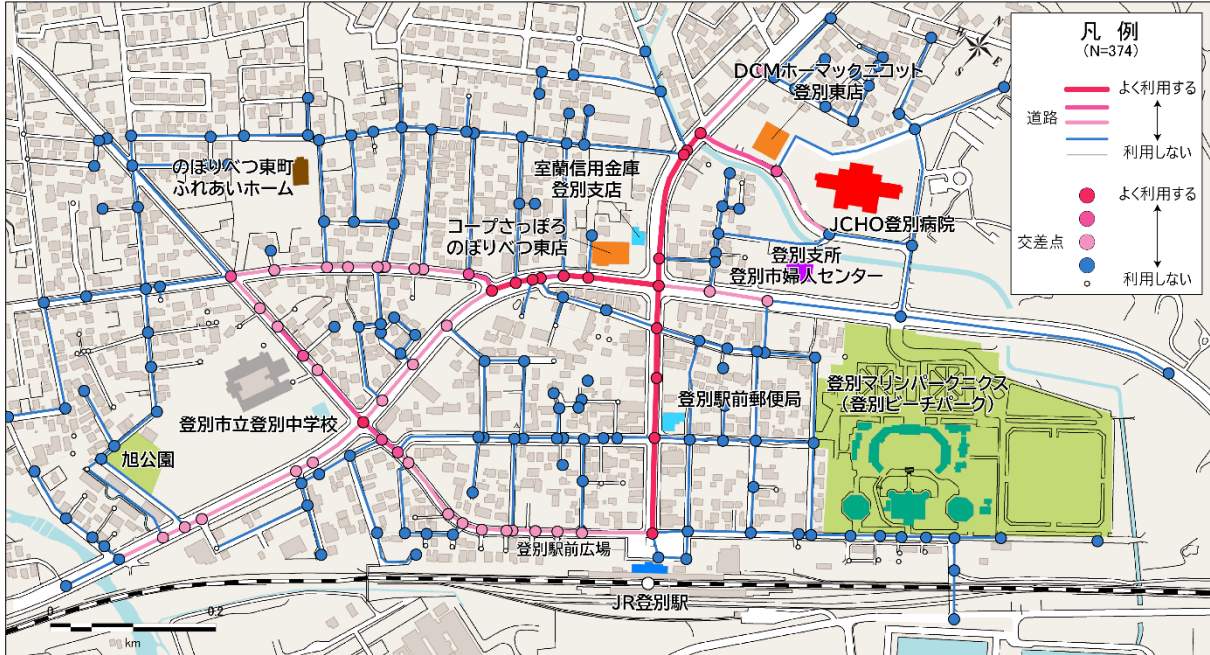 凡 例
(N=374)
よく利用する
道路
利用しない
よく利用する
交差点
利用しない
N
W
E
S
DCMホーマックニコット
登別東店
のぼりべつ東町
ふれあいホーム
室蘭信用金庫
登別支店
コープさっぽろ
のぼりべつ東店
JCHO登別病院
登別支所
登別市婦人センター
登別市立登別中学校
旭公園
登別駅前郵便局
登別マリンパークニクス
(登別ビーチパーク)
登別駅前広場
JR登別駅
0
0.2
km